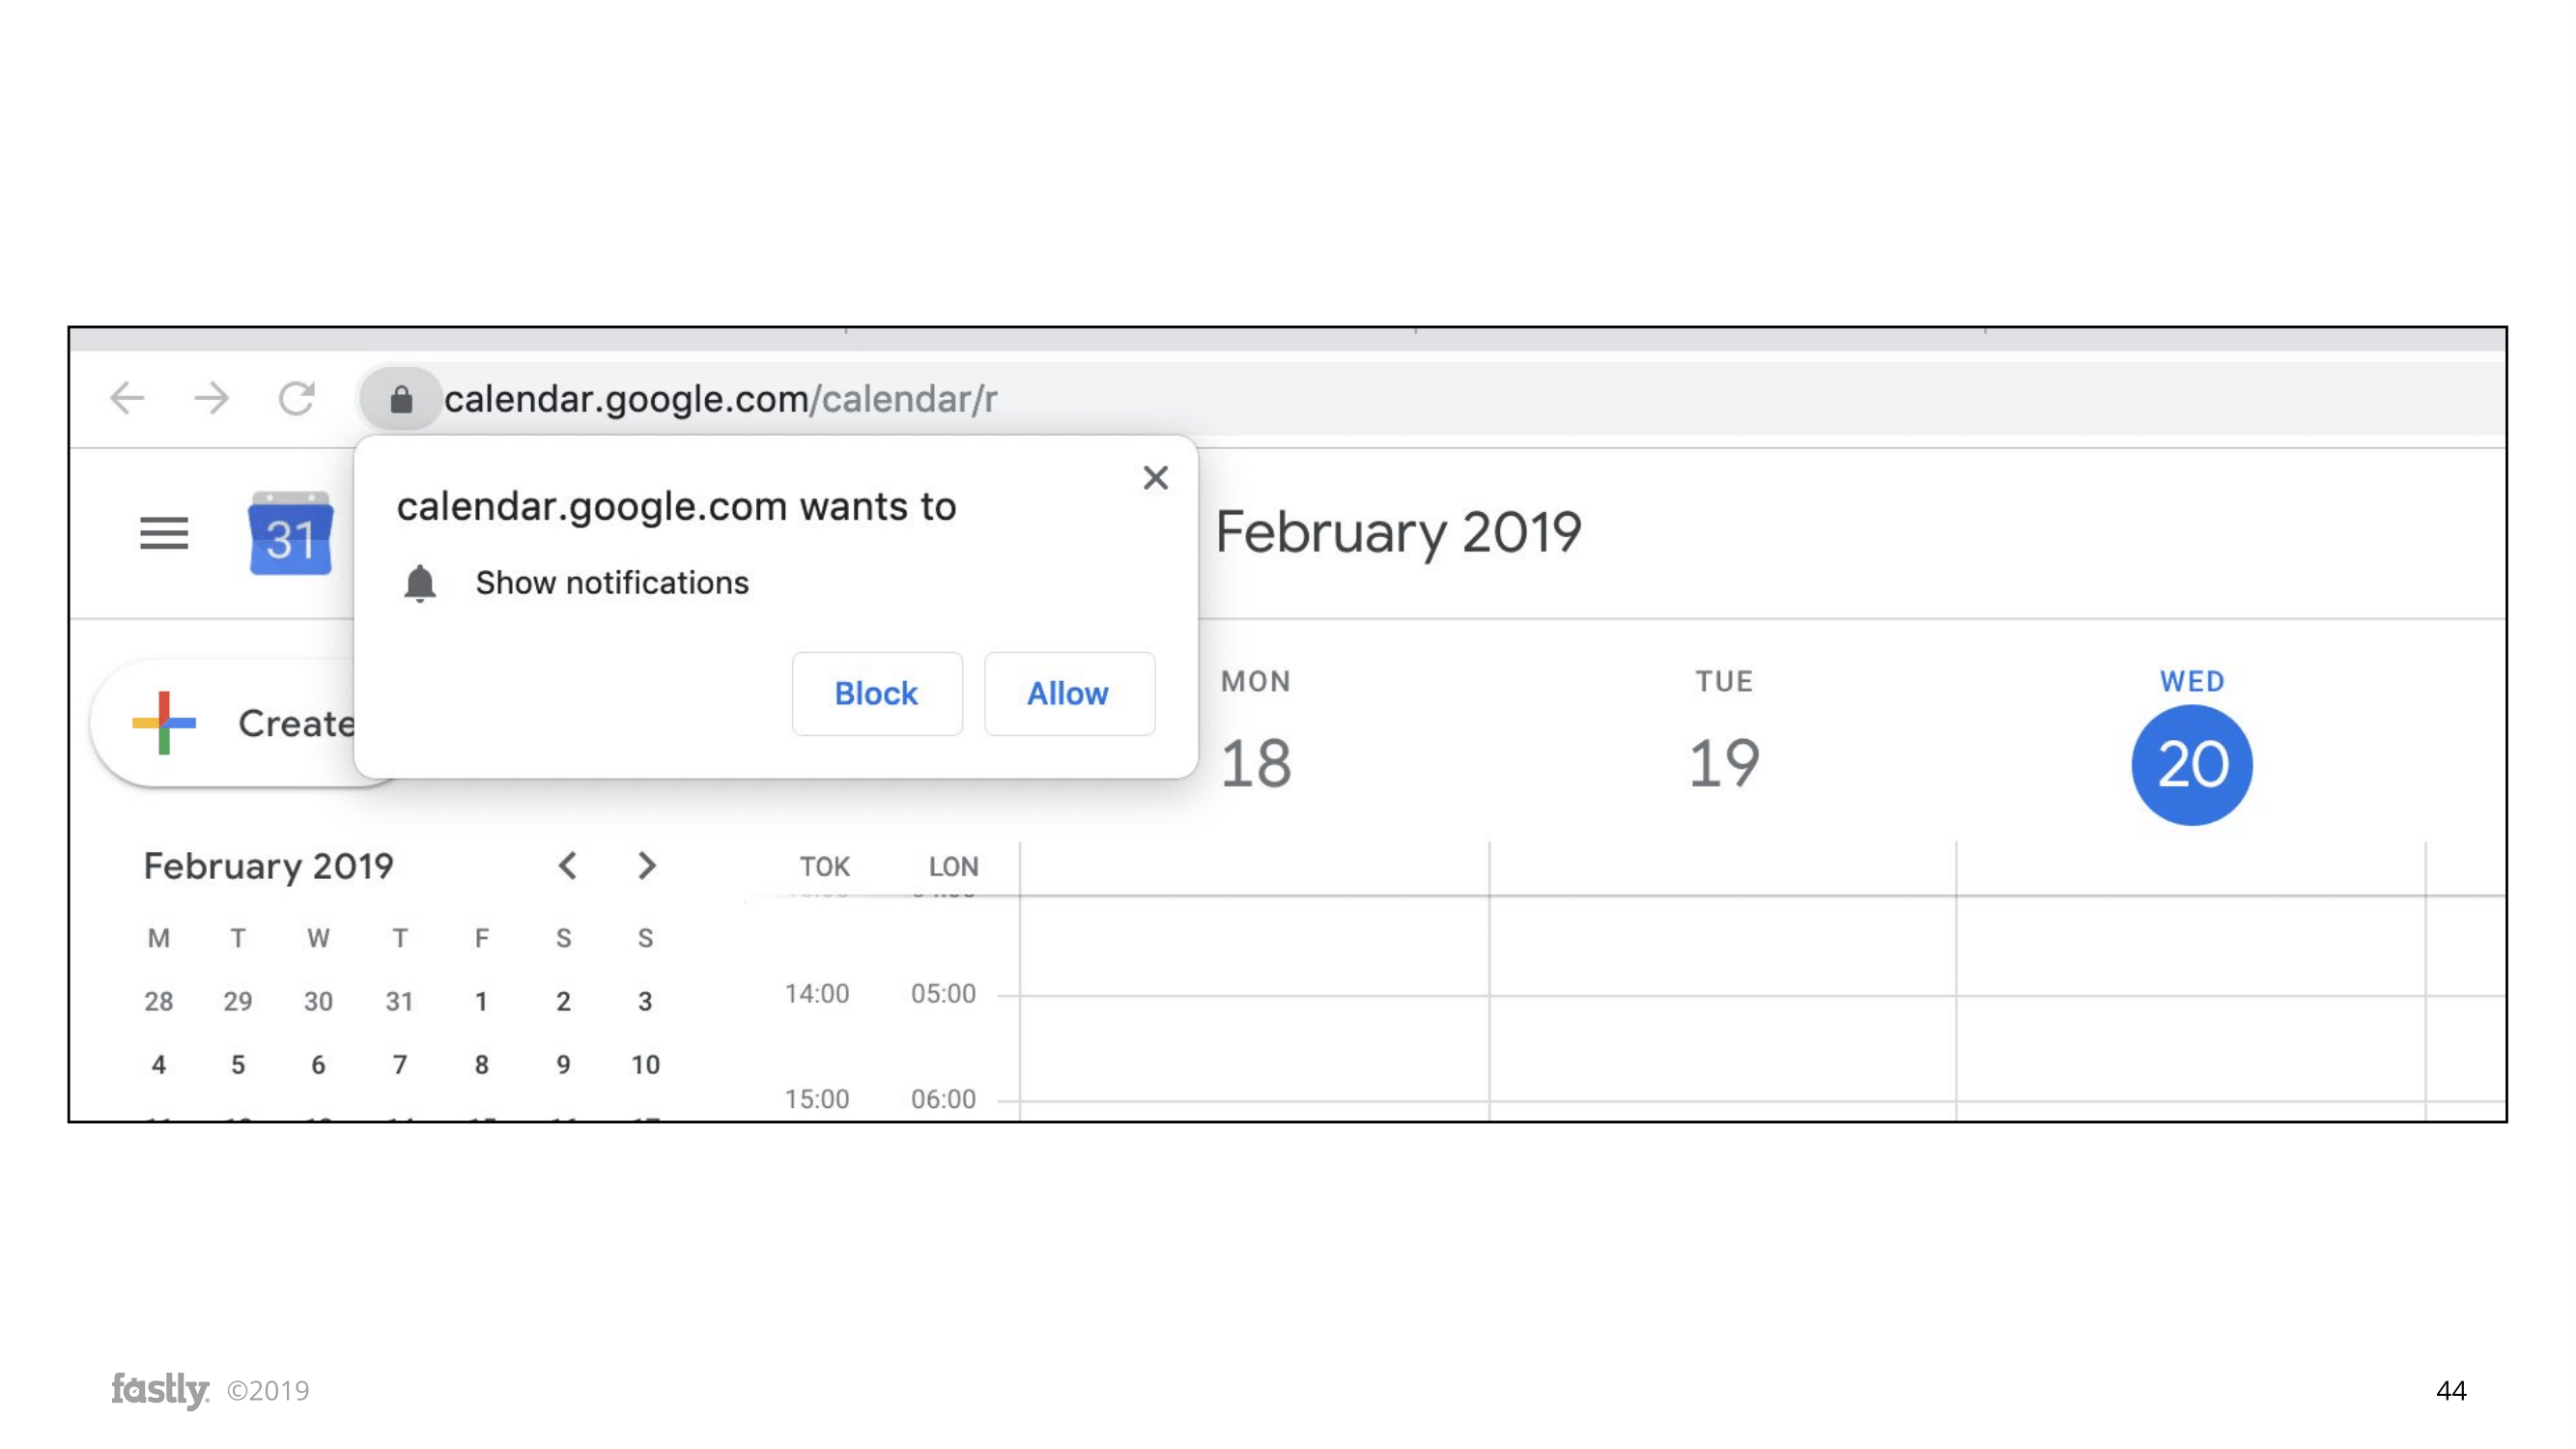 calendar.google.com/calendar/r
calendar.google.com wants to
Show notifications
Block Allow
31
February 2019
Create
MON TUE WED
18 19 20
February 2019
TOK LON
M T W T F S S
28 29 30 31 1 2 3
14:00 05:00
4 5 6 7 8 9 10
15:00 06:00
fastly ©2019
44